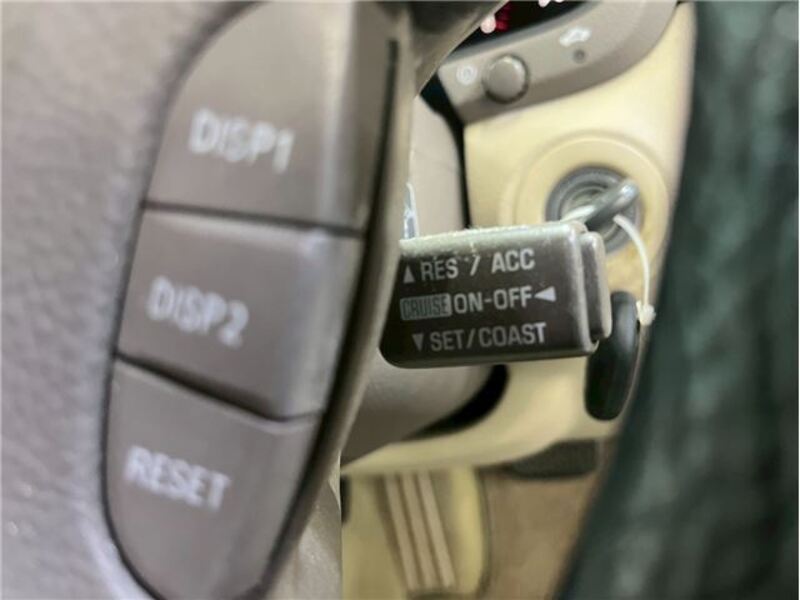 DISP1
DISP2
RESET
▲ RES / ACC
CRUISE ON-OFF ◄
▼ SET/COAST